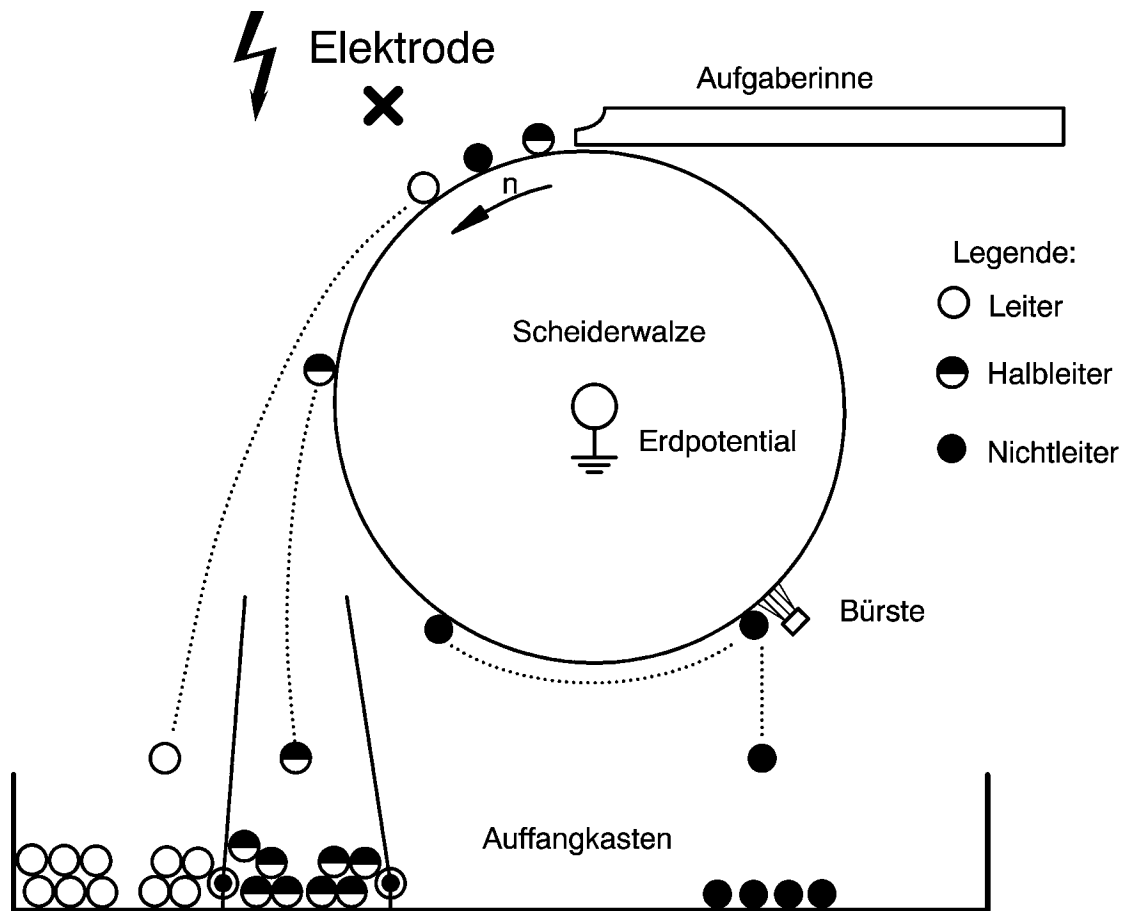 Elektrode
Aufgaberinne
n
Legende:
Leiter
Scheiderwalze
Halbleiter
Erdpotential
Nichtleiter
Bürste
Auffangkasten